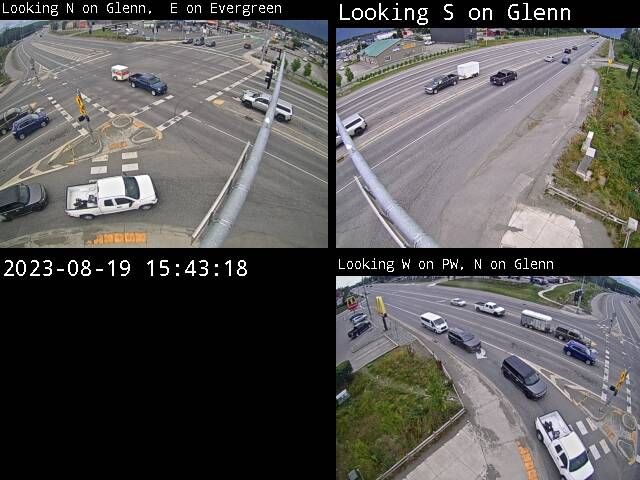 Looking N on Glenn, E on Evergreen
Looking S on Glenn
2023-08-19 15:43:18
Looking W on PW, N on Glenn